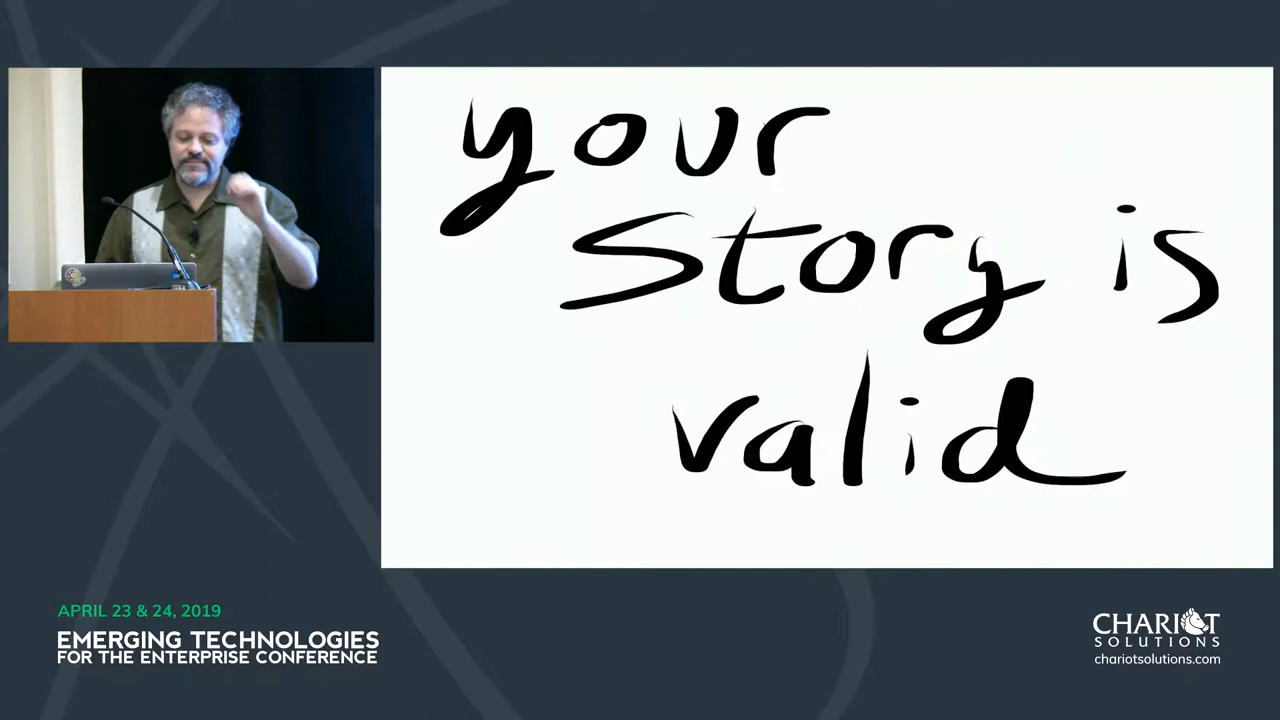 your
Story is
valid
APRIL 23 & 24, 2019
EMERGING TECHNOLOGIES
FOR THE ENTERPRISE CONFERENCE
CHARIOT
SOLUTIONS
chariotsolutions.com